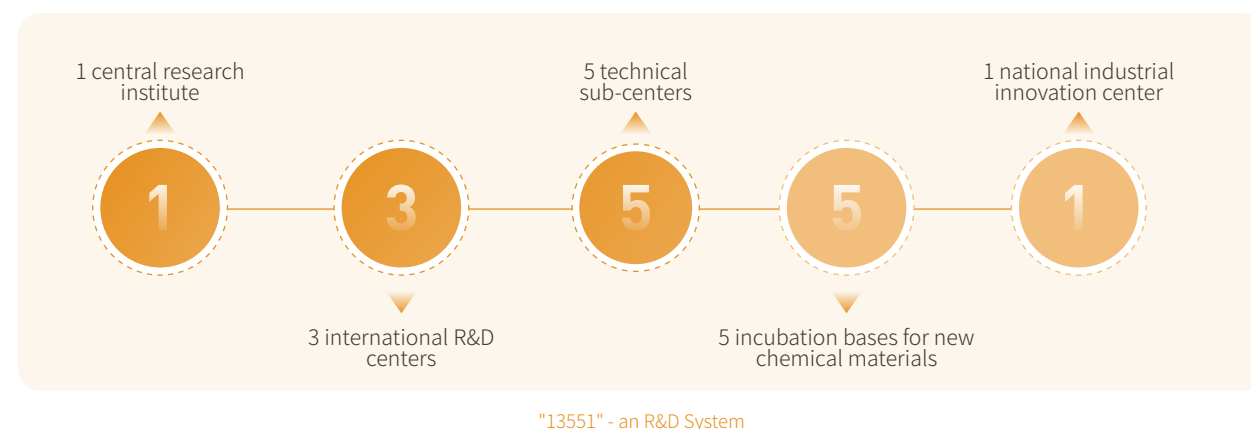 1 central research
institute
5 technical
sub-centers
1 national industrial
innovation center
1
3
5
5
1
3 international R&D
centers
5 incubation bases for new
chemical materials
"13551" - an R&D System